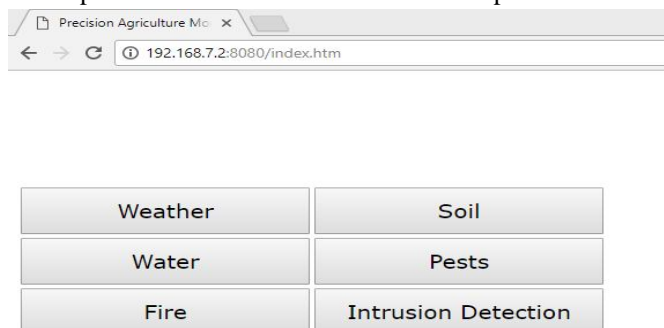 Precision Agriculture Mo
192.168.7.2:8080/index.htm
Weather Soil
Water Pests
Fire Intrusion Detection